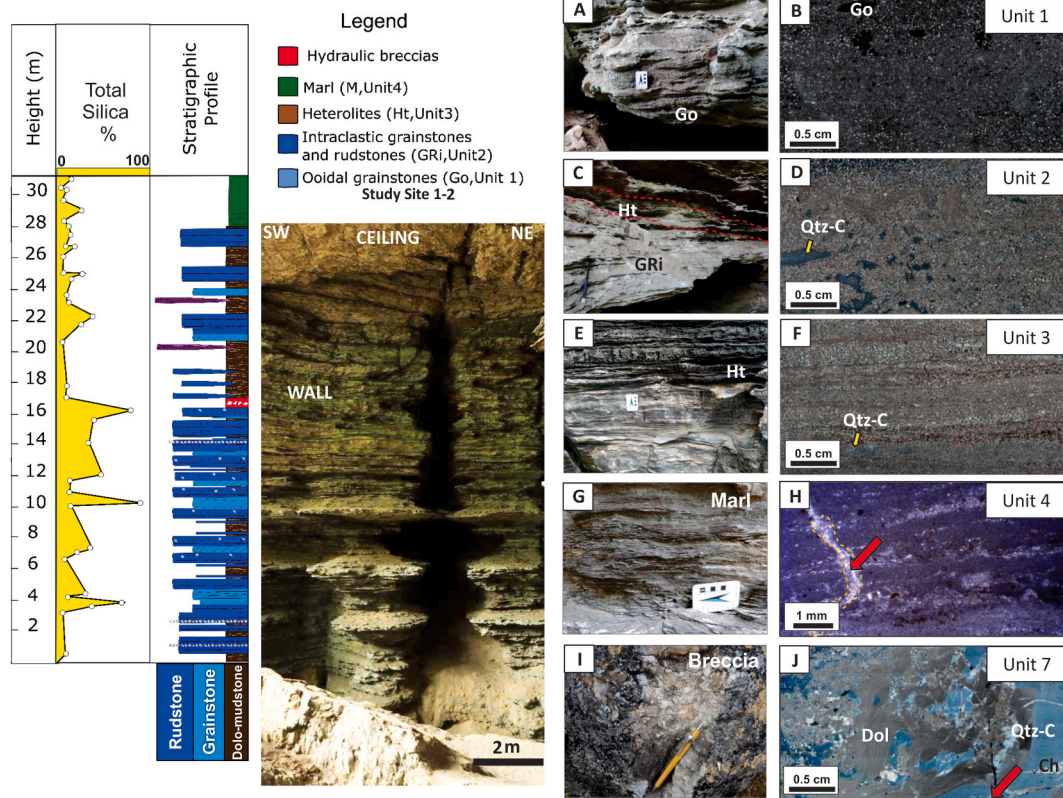 Height (m)
Total
Silica
%
0
100
Stratigraphic
Profile
30
28
26
24
22
20
18
16
14
12
10
8
6
4
2
Rudstone
Grainstone
Dolo-mudstone
Legend
Hydraulic breccias
Marl (M,Unit4)
Heterolites (Ht,Unit3)
Intraclastic grainstones
and rudstones (GRi,Unit2)
Ooidal grainstones (Go,Unit 1)
Study Site 1-2
SW
CEILING
NE
WALL
2 m
A
Go
B
Go
Unit 1
0.5 cm
C
Ht
GRi
D
Unit 2
Qtz-C
0.5 cm
E
Ht
F
Unit 3
Qtz-C
0.5 cm
G
Marl
H
Unit 4
1 mm
I
Breccia
J
Unit 7
Dol
Qtz-C
Ch
0.5 cm